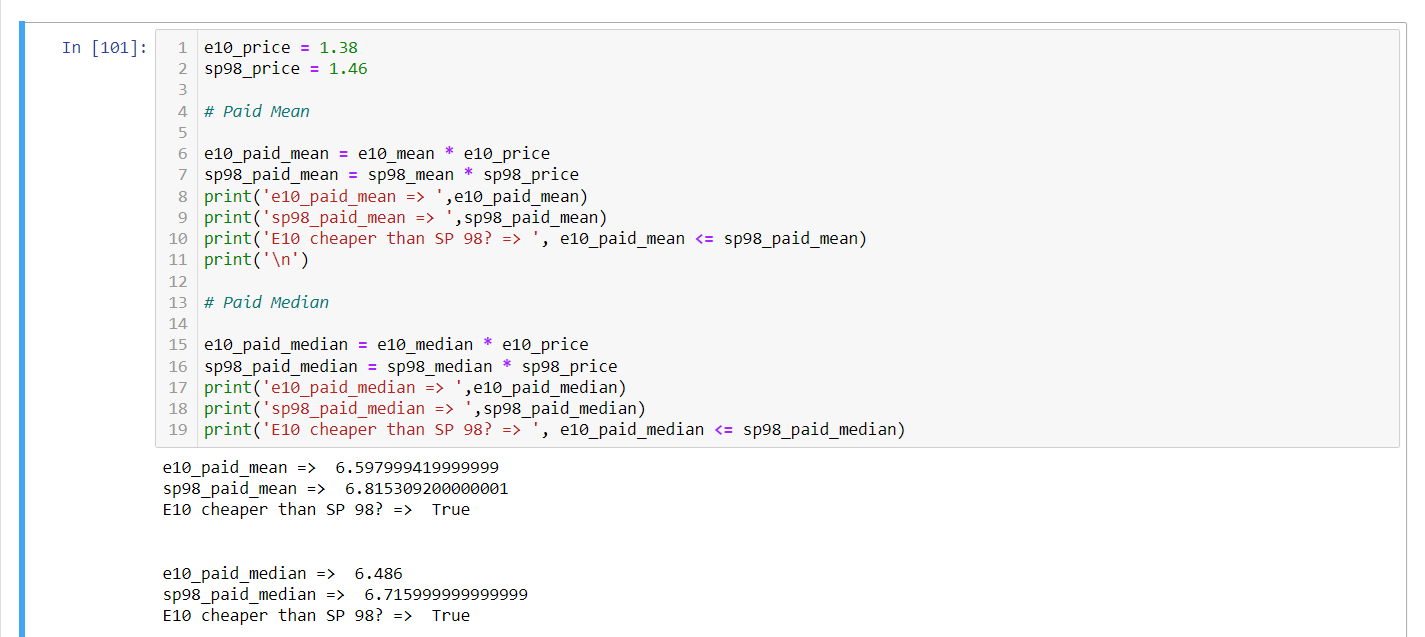 In [101]:
1 e10_price = 1.38
2 sp98_price = 1.46
3
4 # Paid Mean
5
6 e10_paid_mean = e10_mean * e10_price
7 sp98_paid_mean = sp98_mean * sp98_price
8 print('e10_paid_mean => ',e10_paid_mean)
9 print('sp98_paid_mean => ',sp98_paid_mean)
10 print('E10 cheaper than SP 98? => ', e10_paid_mean <= sp98_paid_mean)
11 print('\n')
12
13 # Paid Median
14
15 e10_paid_median = e10_median * e10_price
16 sp98_paid_median = sp98_median * sp98_price
17 print('e10_paid_median => ',e10_paid_median)
18 print('sp98_paid_median => ',sp98_paid_median)
19 print('E10 cheaper than SP 98? => ', e10_paid_median <= sp98_paid_median)
e10_paid_mean =>  6.597999419999999
sp98_paid_mean =>  6.815309200000001
E10 cheaper than SP 98? =>  True
e10_paid_median =>  6.486
sp98_paid_median =>  6.715999999999999
E10 cheaper than SP 98? =>  True